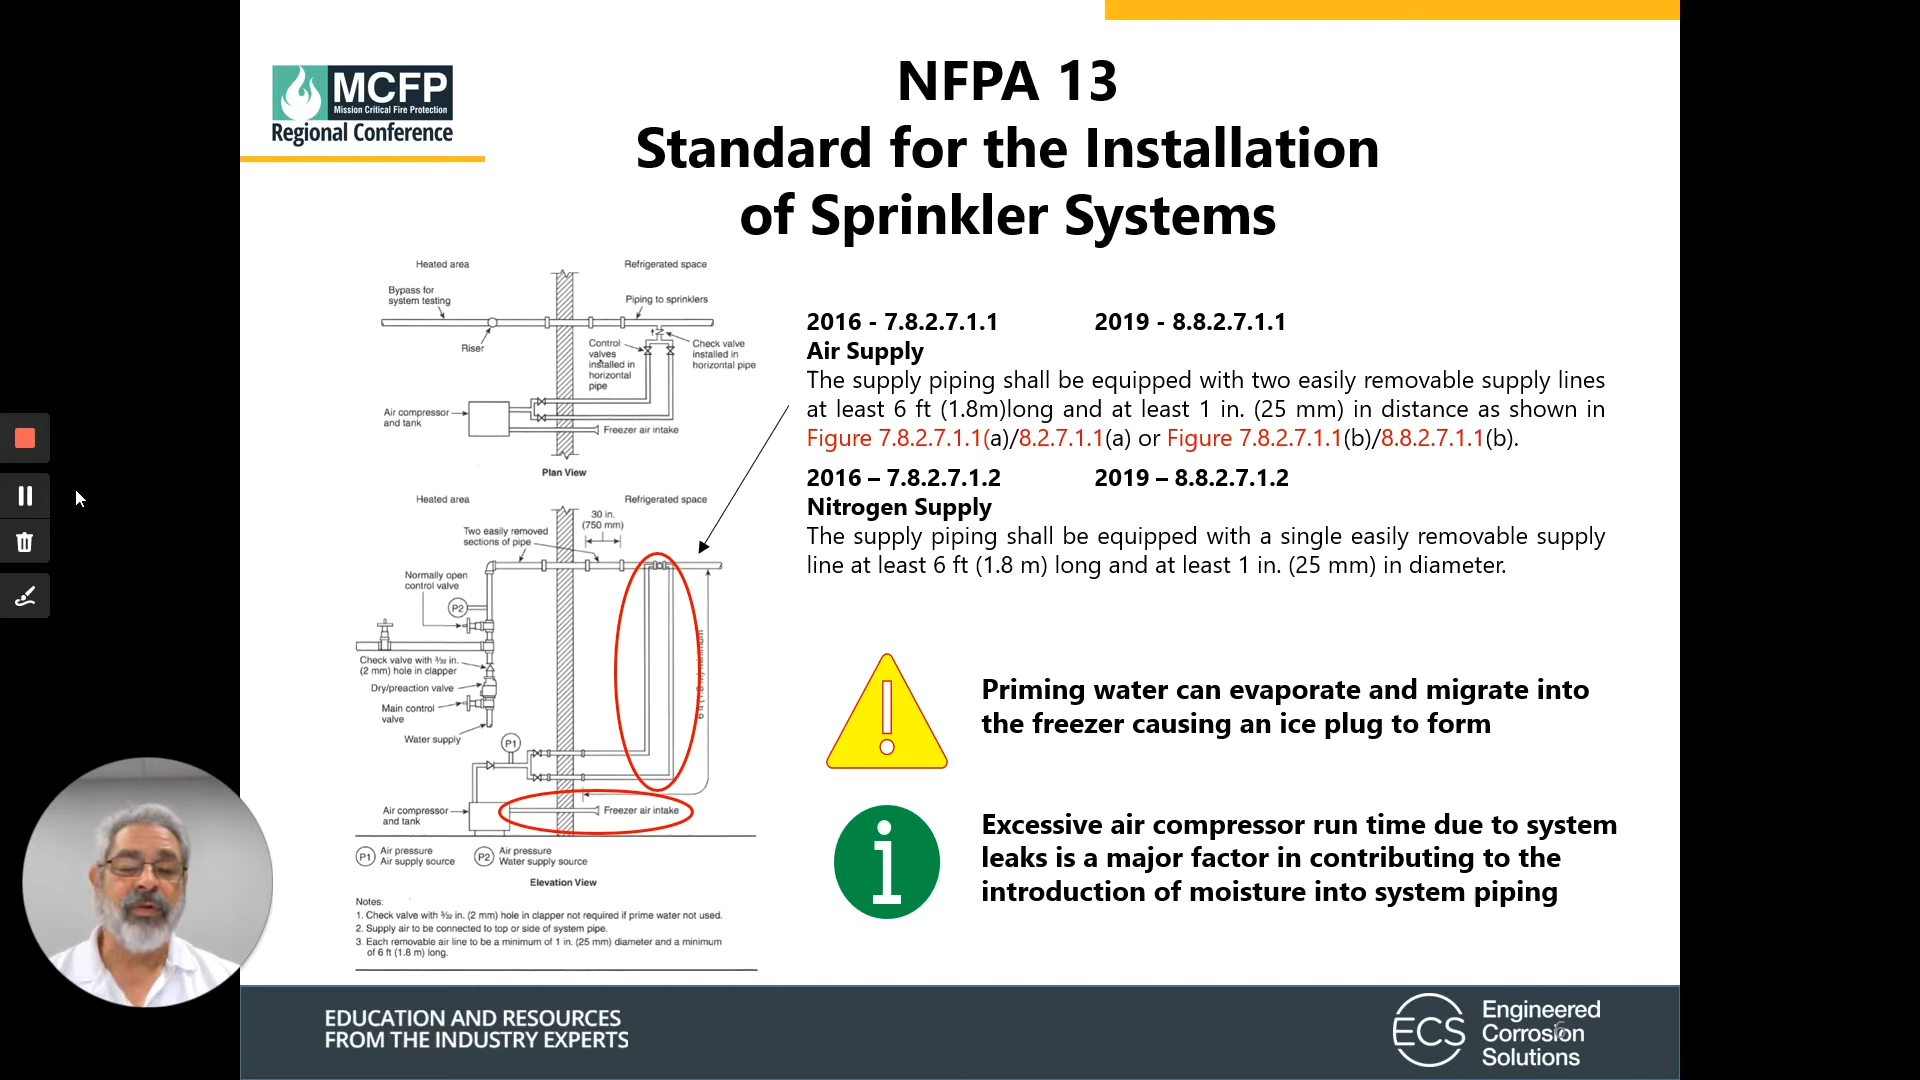 MCFP
Mission Critical Fire Protection
Regional Conference
NFPA 13
Standard for the Installation
of Sprinkler Systems
Heated area
Refrigerated space
Bypass for
system testing
Piping to sprinklers
Riser
Control
valves
installed in
horizontal
pipe
Check valve
installed in
horizontal pipe
Air compressor
and tank
Freezer air intake
Plan View
Heated area
Refrigerated space
30 in.
(750 mm)
Two easily removed
sections of pipe
Normally open
control valve
P2
6 ft (1.8 m) minimum
Check valve with 3⁄32 in.
(2 mm) hole in clapper
Dry/preaction valve
Main control
valve
Water supply
P1
Air compressor
and tank
Freezer air intake
P1
Air pressure
Air supply source
P2
Air pressure
Water supply source
Elevation View
Notes:
1. Check valve with 3⁄32 in. (2 mm) hole in clapper not required if prime water not used.
2. Supply air to be connected to top or side of system pipe.
3. Each removable air line to be a minimum of 1 in. (25 mm) diameter and a minimum
of 6 ft (1.8 m) long.
2016 - 7.8.2.7.1.1 2019 - 8.8.2.7.1.1
Air Supply
The supply piping shall be equipped with two easily removable supply lines
at least 6 ft (1.8m)long and at least 1 in. (25 mm) in distance as shown in
Figure 7.8.2.7.1.1(a)/8.2.7.1.1(a) or Figure 7.8.2.7.1.1(b)/8.8.2.7.1.1(b).
2016 – 7.8.2.7.1.2 2019 – 8.8.2.7.1.2
Nitrogen Supply
The supply piping shall be equipped with a single easily removable supply
line at least 6 ft (1.8 m) long and at least 1 in. (25 mm) in diameter.
Priming water can evaporate and migrate into
the freezer causing an ice plug to form
Excessive air compressor run time due to system
leaks is a major factor in contributing to the
introduction of moisture into system piping
EDUCATION AND RESOURCES
FROM THE INDUSTRY EXPERTS
ECS
Engineered
Corrosion
Solutions
6